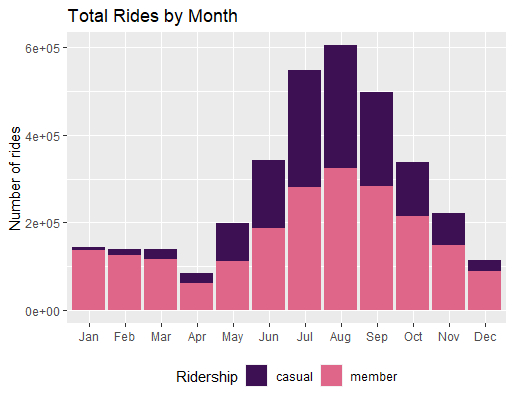 Total Rides by Month
Number of rides
6e+05
4e+05
2e+05
0e+00
Jan Feb Mar Apr May Jun Jul Aug Sep Oct Nov Dec
Ridership casual member